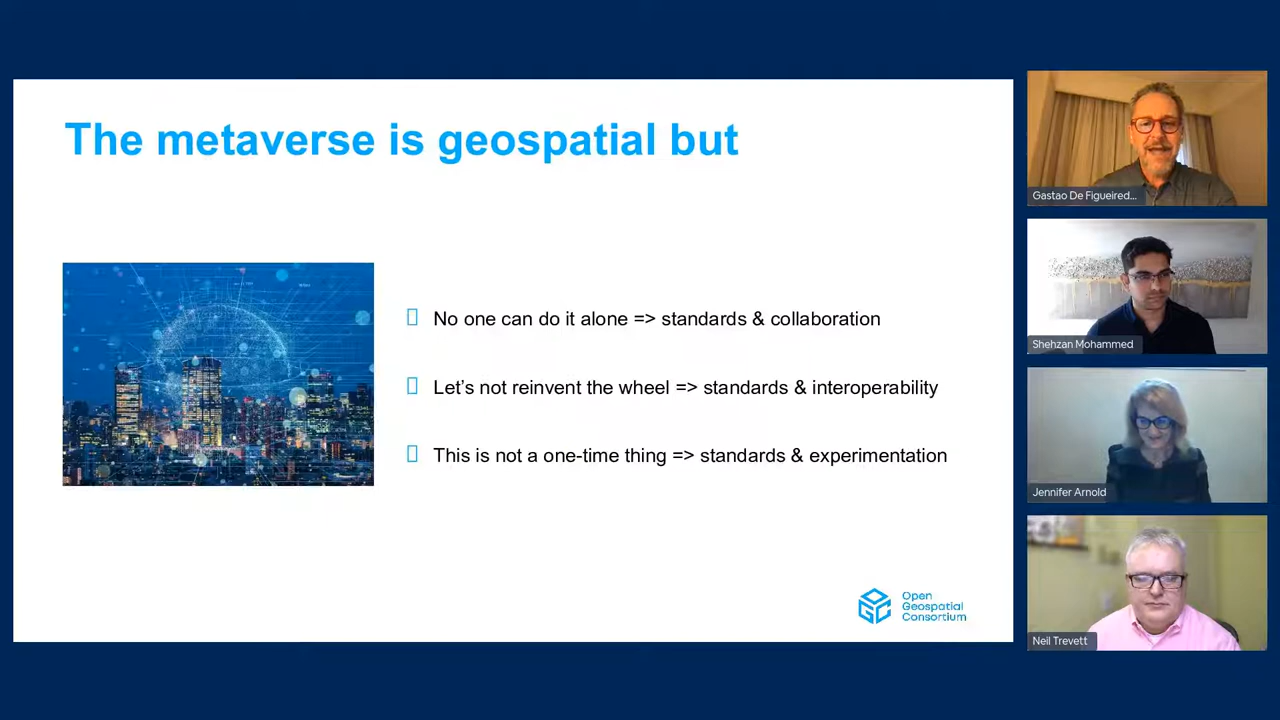 The metaverse is geospatial but
No one can do it alone => standards & collaboration
Let's not reinvent the wheel => standards & interoperability
This is not a one-time thing => standards & experimentation
Open
Geospatial
Consortium
Gastao De Figueired...
Shehzan Mohammed
Jennifer Arnold
Neil Trevett